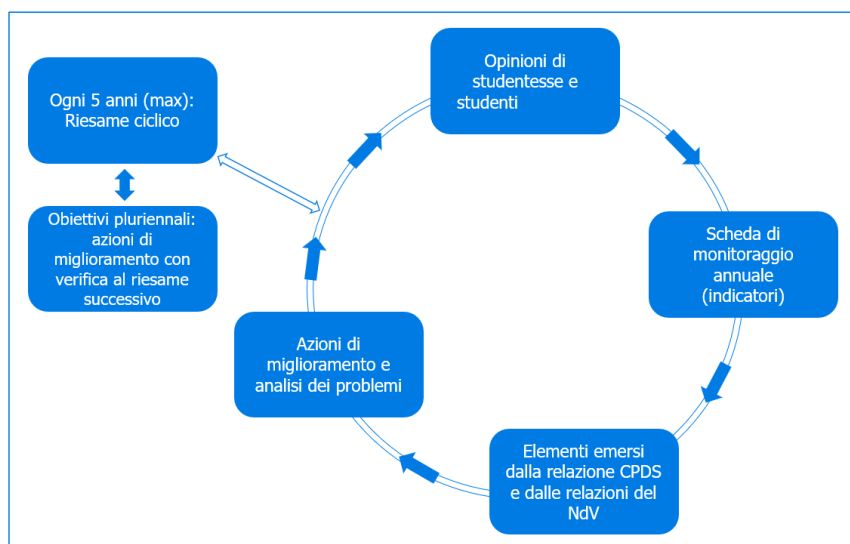 Opinioni di
studentesse e
studenti
Ogni 5 anni (max):
Riesame ciclico
Obiettivi pluriennali:
azioni di
miglioramento con
verifica al riesame
successivo
Scheda di
monitoraggio
annuale
(indicatori)
Azioni di
miglioramento e
analisi dei problemi
Elementi emersi
dalla relazione CPDS
e dalle relazioni del
NdV